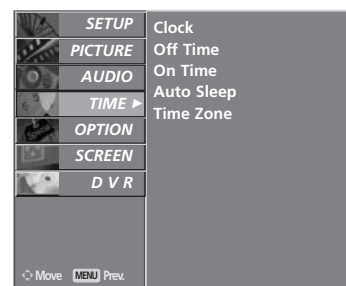 SETUP
PICTURE
AUDIO
TIME ►
OPTION
SCREEN
D V R
Clock
Off Time
On Time
Auto Sleep
Time Zone
Move MENU Prev.